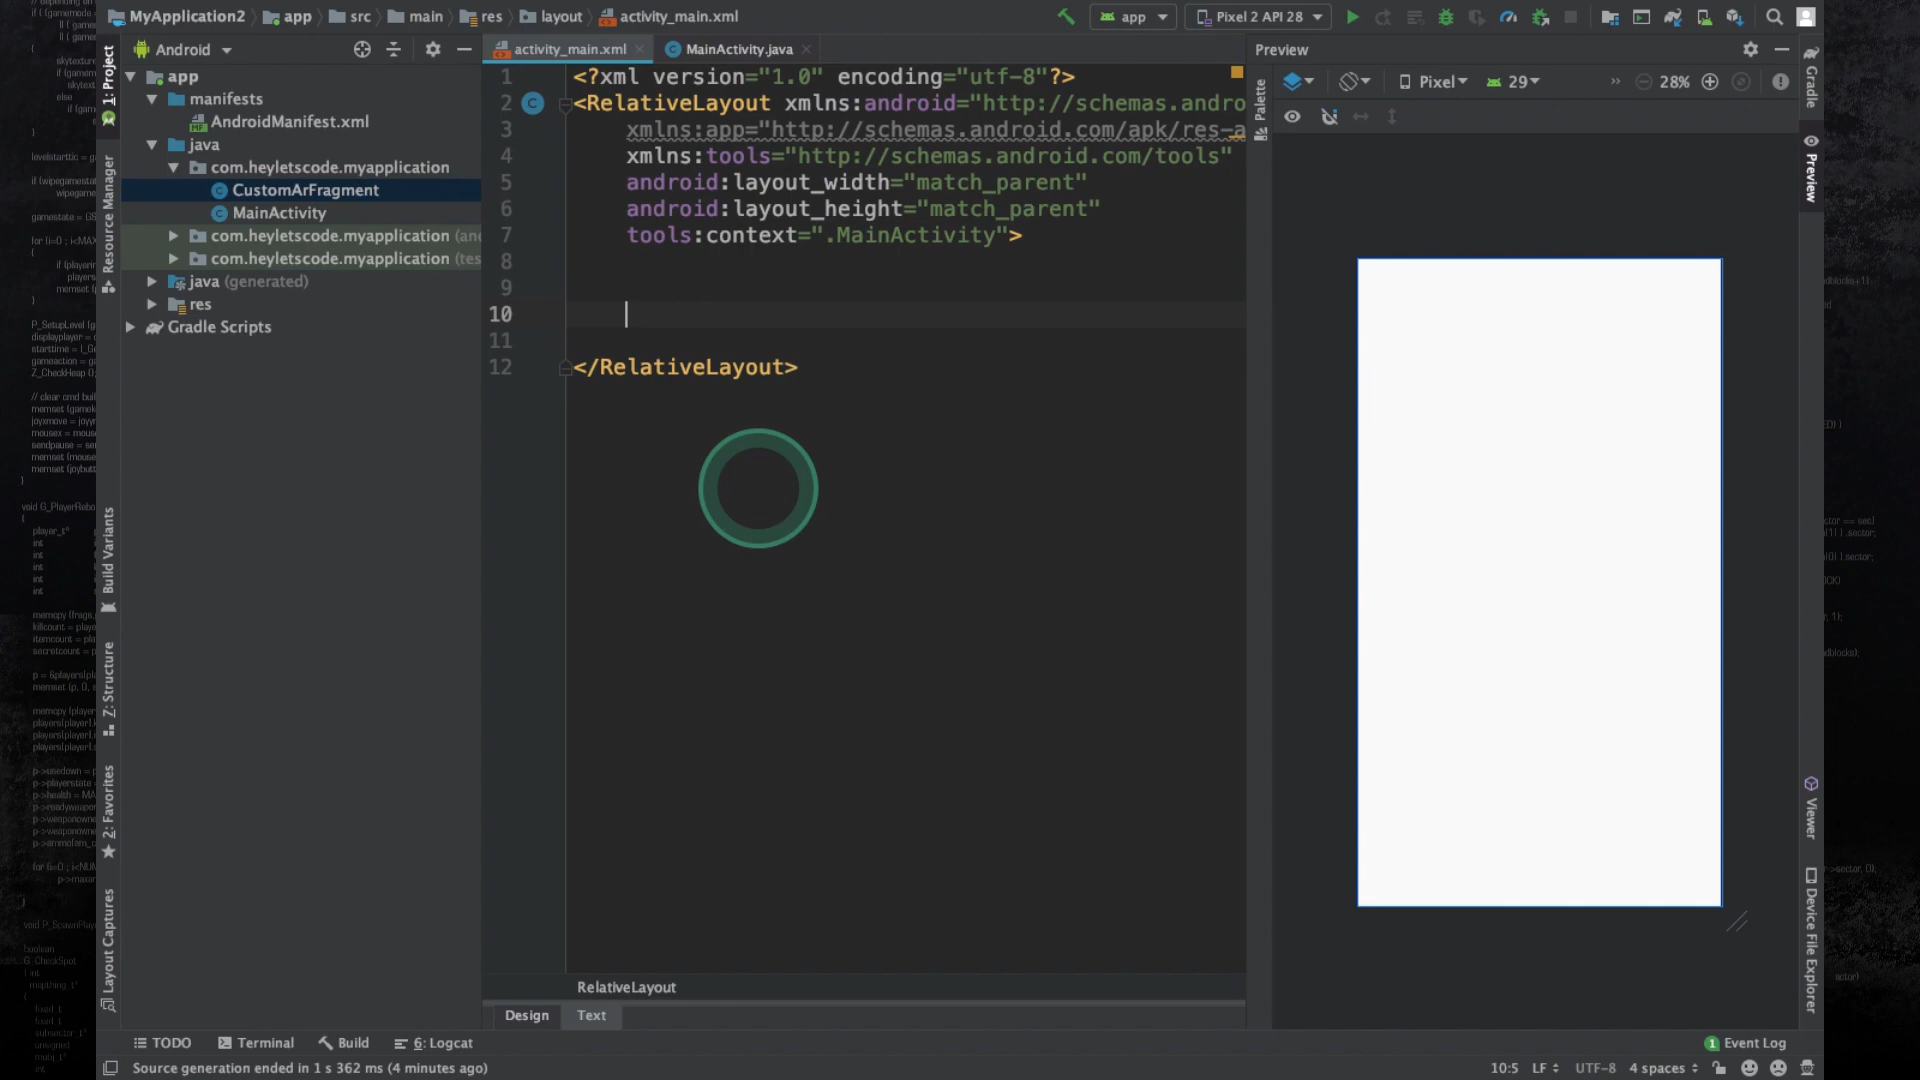 MyApplication2 app src main res layout activity_main.xml
app Pixel 2 API 28
Android
activity_main.xml MainActivity.java
Preview
1: Project
Resource Manager
Build Variants
Z: Structure
2: Favorites
Layout Captures
app
manifests
AndroidManifest.xml
java
com.heyletscode.myapplication
CustomArFragment
MainActivity
com.heyletscode.myapplication (and
com.heyletscode.myapplication (tes
java (generated)
res
Gradle Scripts
1 <?xml version="1.0" encoding="utf-8"?>
2 <RelativeLayout xmlns:android="http://schemas.andro
3 xmlns:app="http://schemas.android.com/apk/res-a
4 xmlns:tools="http://schemas.android.com/tools"
5 android:layout_width="match_parent"
6 android:layout_height="match_parent"
7 tools:context=".MainActivity">
8
9
10
11
12 </RelativeLayout>
Palette
Pixel 29 28%
Gradle
Preview
Viewer
Device File Explorer
RelativeLayout
Design Text
TODO Terminal Build 6: Logcat
1 Event Log
Source generation ended in 1 s 362 ms (4 minutes ago)
10:5 LF UTF-8 4 spaces